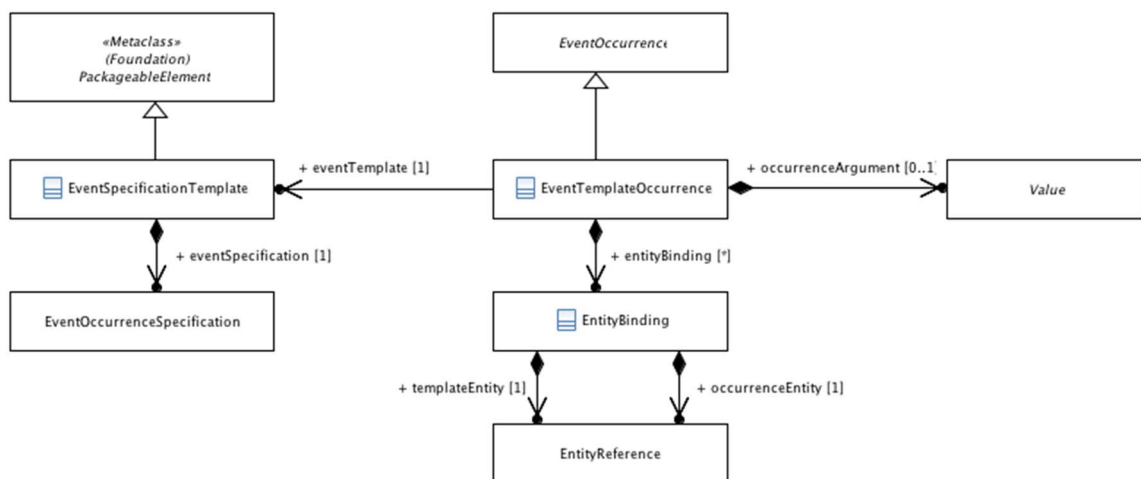 «Metaclass»
(Foundation)
PackageableElement
EventOccurrence
EventSpecificationTemplate
+ eventTemplate [1]
EventTemplateOccurrence
+ occurrenceArgument [0..1]
Value
+ eventSpecification [1]
+ entityBinding [*]
EventOccurrenceSpecification
EntityBinding
+ templateEntity [1]
+ occurrenceEntity [1]
EntityReference